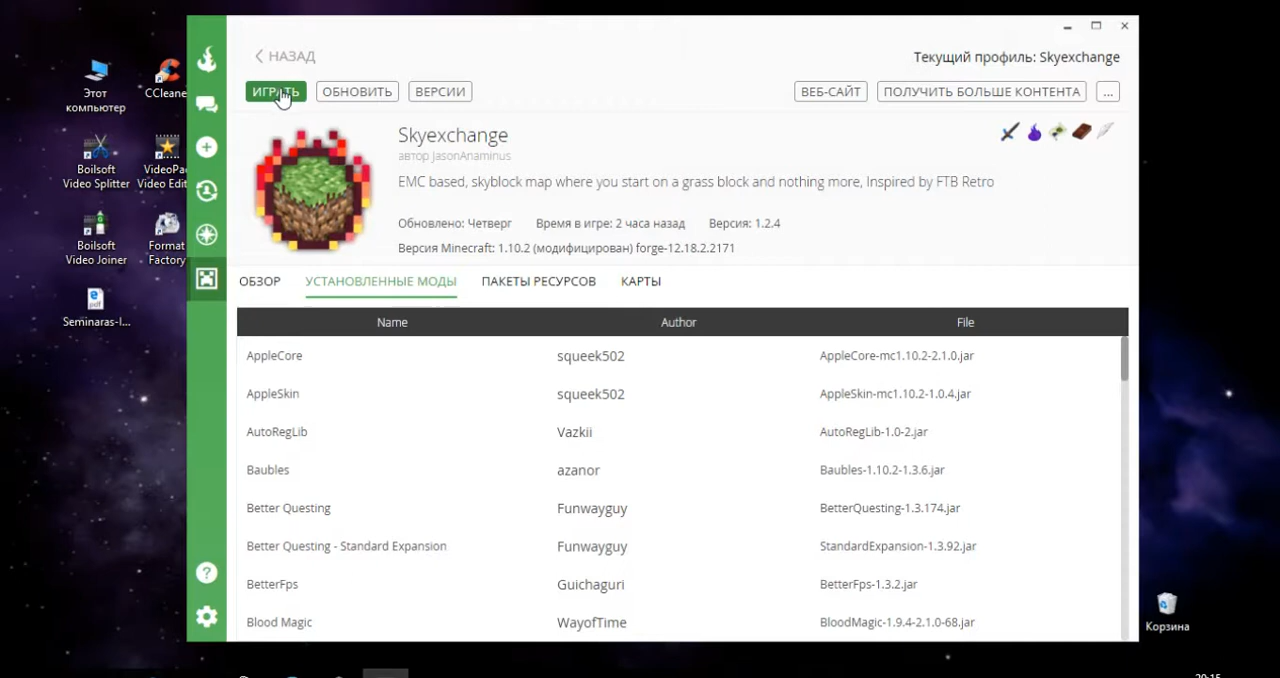 НАЗАД
Текущий профиль: Skyexchange
ИГРАТЬ ОБНОВИТЬ ВЕРСИИ ВЕБ-САЙТ ПОЛУЧИТЬ БОЛЬШЕ КОНТЕНТА ...
Skyexchange
автор jasonAnaminus
EMC based, skyblock map where you start on a grass block and nothing more, Inspired by FTB Retro
Обновлено: Четверг Время в игре: 2 часа назад Версия: 1.2.4
Версия Minecraft: 1.10.2 (модифицирован) forge-12.18.2.2171
ОБЗОР УСТАНОВЛЕННЫЕ МОДЫ ПАКЕТЫ РЕСУРСОВ КАРТЫ
Name Author File
AppleCore squeek502 AppleCore-mc1.10.2-2.1.0.jar
AppleSkin squeek502 AppleSkin-mc1.10.2-1.0.4.jar
AutoRegLib Vazkii AutoRegLib-1.0-2.jar
Baubles azanor Baubles-1.10.2-1.3.6.jar
Better Questing Funwayguy BetterQuesting-1.3.174.jar
Better Questing - Standard Expansion Funwayguy StandardExpansion-1.3.92.jar
BetterFps Guichaguri BetterFps-1.3.2.jar
Blood Magic WayofTime BloodMagic-1.9.4-2.1.0-68.jar
Этот
компьютер
CCleane
Boilsoft
Video Splitter
VideoPa
Video Edit
Boilsoft
Video Joiner
Format
Factory
Seminaras-I...
Корзина